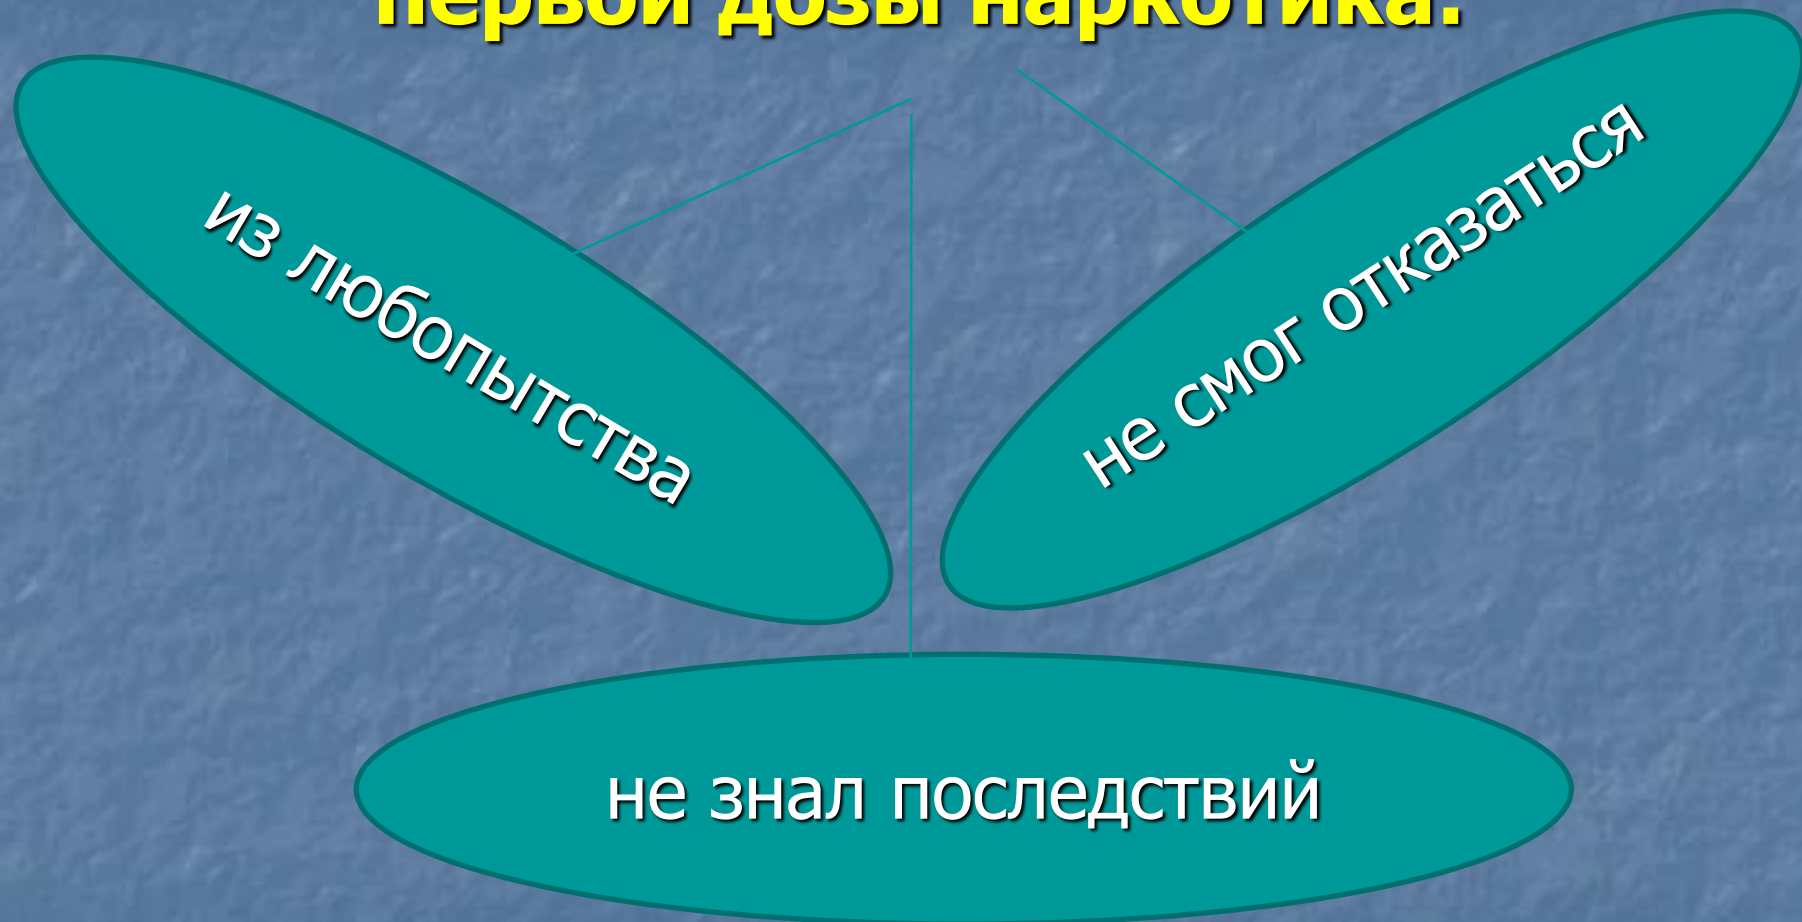 первой дозы наркотика:
из любопытства
не смог отказаться
не знал последствий